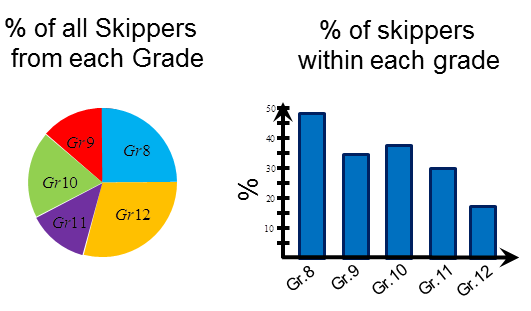 % of all Skippers
from each Grade
Gr9
Gr8
Gr10
Gr12
Gr11
% of skippers
within each grade
50
40
30
20
10
%
Gr.8
Gr.9
Gr.10
Gr.11
Gr.12